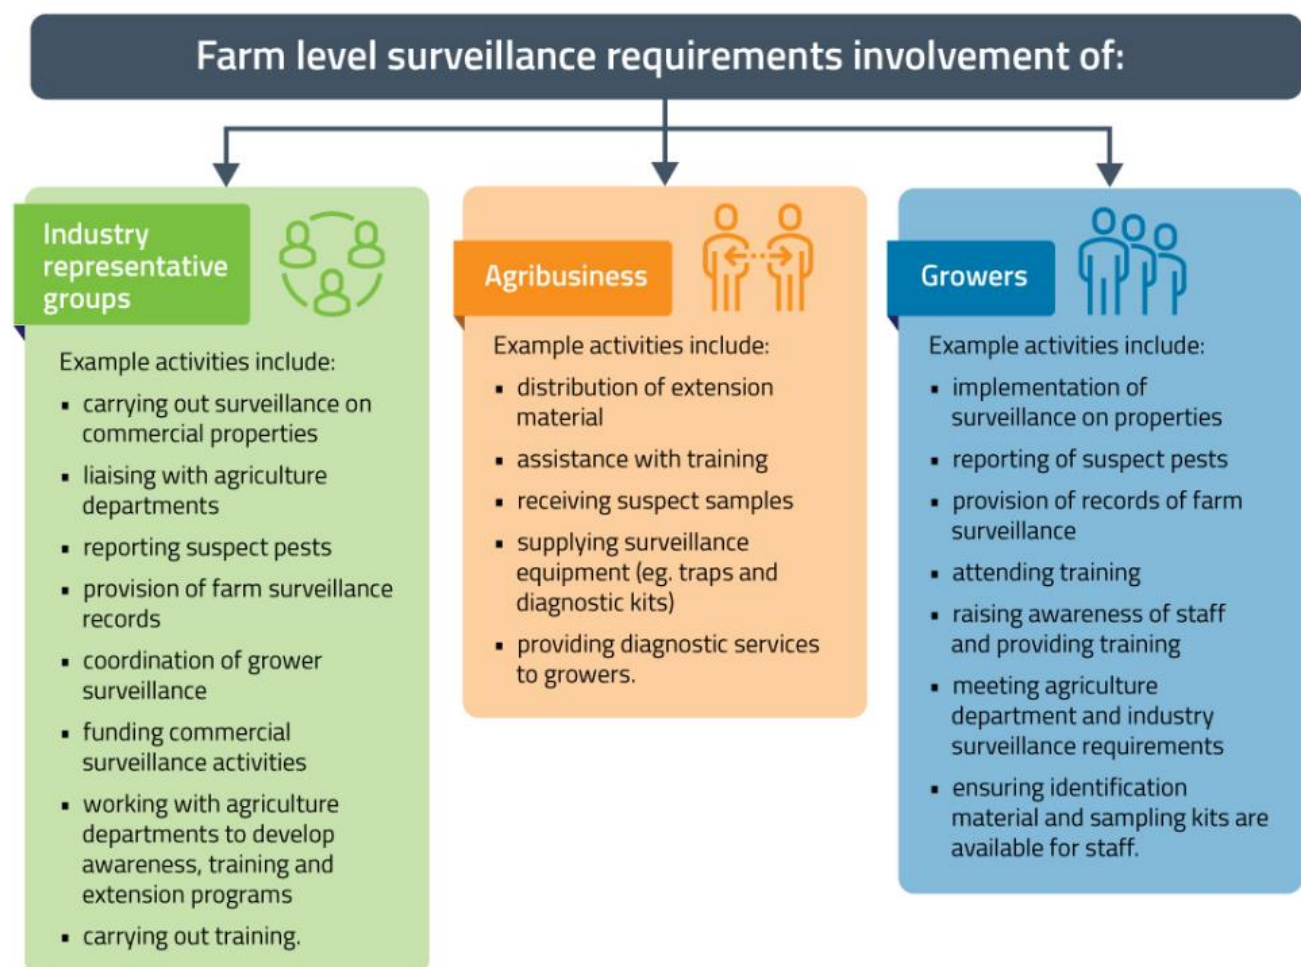 Farm level surveillance requirements involvement of:
Industry
representative
groups
Example activities include:
▪ carrying out surveillance on
commercial properties
▪ liaising with agriculture
departments
▪ reporting suspect pests
▪ provision of farm surveillance
records
▪ coordination of grower
surveillance
▪ funding commercial
surveillance activities
▪ working with agriculture
departments to develop
awareness, training and
extension programs
▪ carrying out training.
Agribusiness
Example activities include:
▪ distribution of extension
material
▪ assistance with training
▪ receiving suspect samples
▪ supplying surveillance
equipment (eg. traps and
diagnostic kits)
▪ providing diagnostic services
to growers.
Growers
Example activities include:
▪ implementation of
surveillance on properties
▪ reporting of suspect pests
▪ provision of records of farm
surveillance
▪ attending training
▪ raising awareness of staff
and providing training
▪ meeting agriculture
department and industry
surveillance requirements
▪ ensuring identification
material and sampling kits are
available for staff.